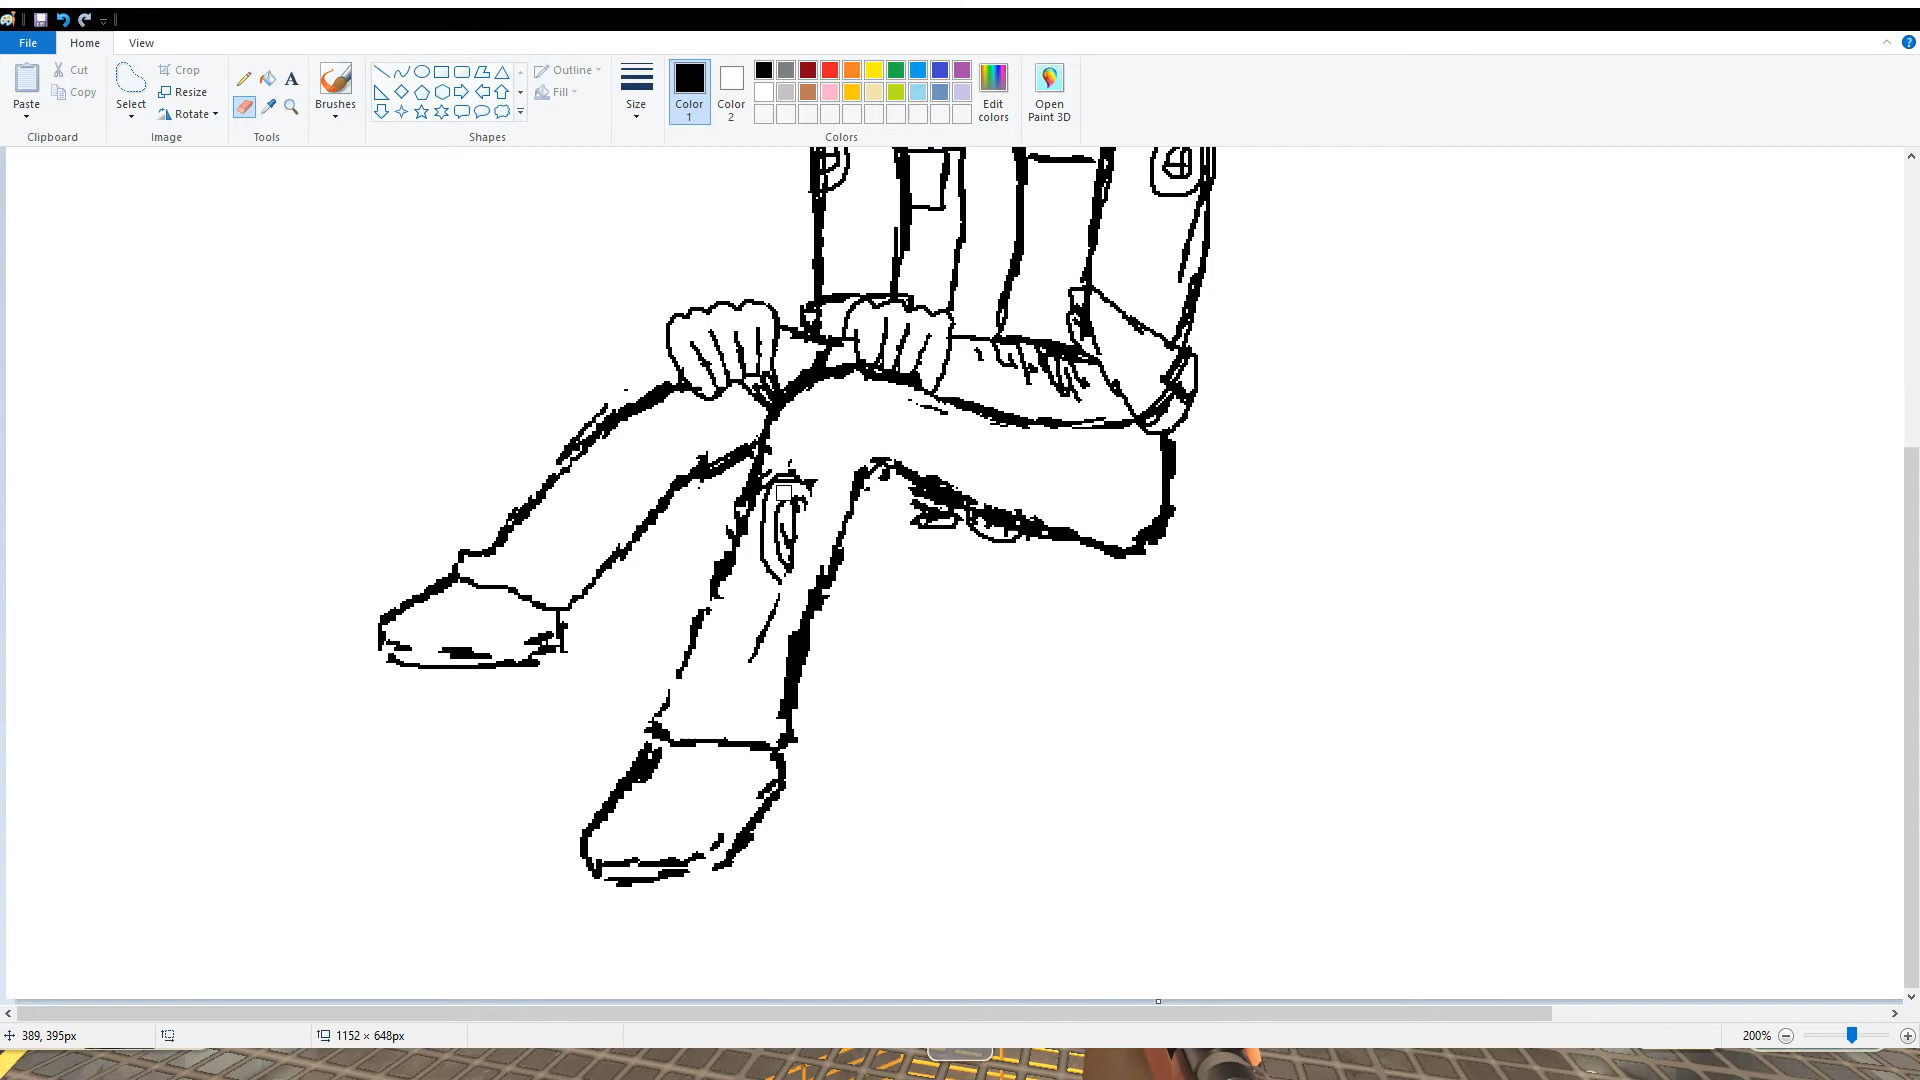 File Home View
Paste
Cut
Copy
Clipboard
Select
Crop
Resize
Rotate
Image
A
Tools
Brushes
Shapes
Outline
Fill
Size
Color 1
Color 2
Edit colors
Colors
Open Paint 3D
389, 395px
1152 × 648px
200%